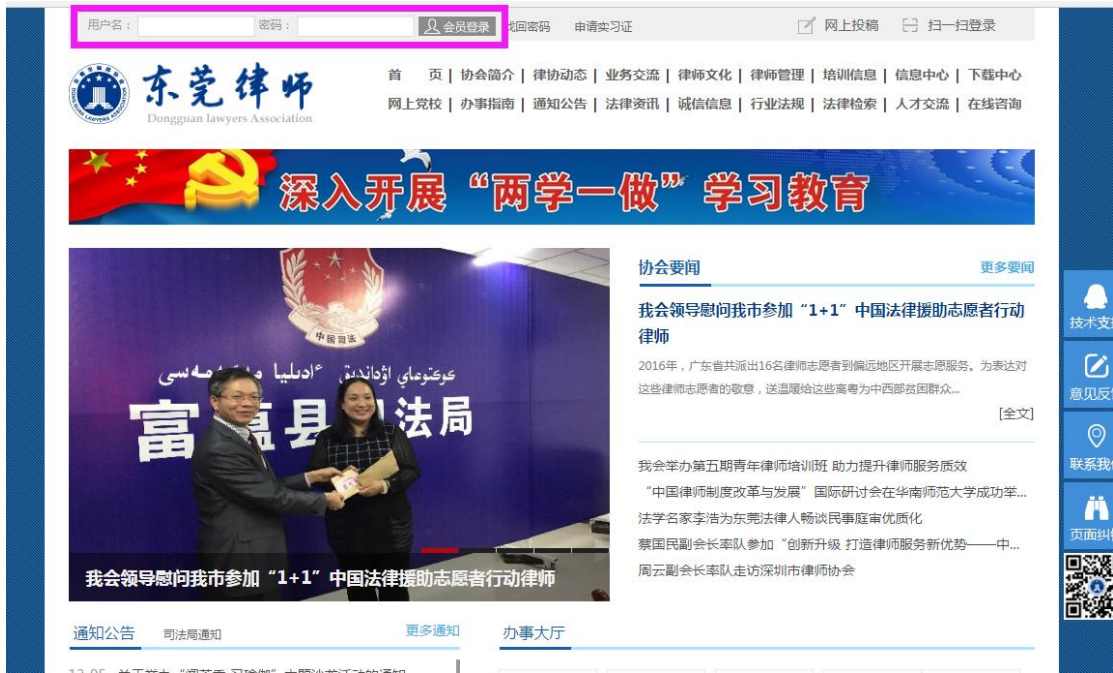 用户名： 密码： 会员登录 找回密码 申请实习证 网上投稿 扫一扫登录
东莞律师
Dongguan lawyers Association
首 页 | 协会简介 | 律协动态 | 业务交流 | 律师文化 | 律师管理 | 培训信息 | 信息中心 | 下载中心
网上党校 | 办事指南 | 通知公告 | 法律资讯 | 诚信信息 | 行业法规 | 法律检索 | 人才交流 | 在线咨询
深入开展“两学一做”学习教育
中国司法
富蕴县司法局
我会领导慰问我市参加“1+1”中国法律援助志愿者行动律师
协会要闻 更多要闻
我会领导慰问我市参加“1+1”中国法律援助志愿者行动
律师
2016年，广东省共派出16名律师志愿者到偏远地区开展志愿服务。为表达对
这些律师志愿者的敬意，送温暖给这些离粤为中西部贫困群众...
[全文]
我会举办第五期青年律师培训班 助力提升律师服务质效
“中国律师制度改革与发展”国际研讨会在华南师范大学成功举...
法学名家李浩为东莞法律人畅谈民事庭审优质化
蔡国民副会长率队参加“创新升级 打造律师服务新优势——中...
周云副会长率队走访深圳市律师协会
技术支
意见反
联系我
页面纠
通知公告 司法局通知 更多通知
办事大厅